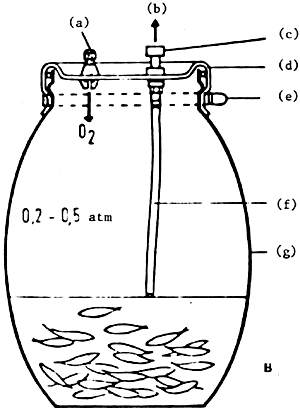 (a)
(b)
(c)
(d)
(e)
O2
0,2 - 0,5 atm
(f)
(g)
B